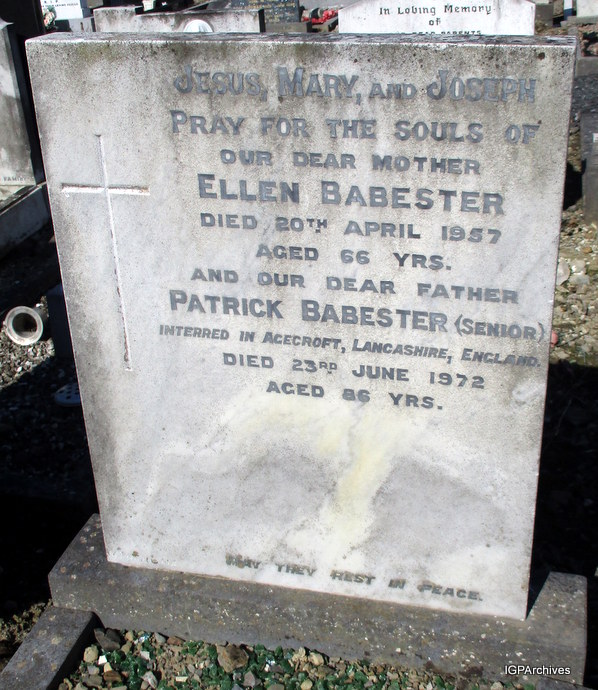 In Loving Memory
of
JESUS, MARY, AND JOSEPH
PRAY FOR THE SOULS OF
OUR DEAR MOTHER
ELLEN BABESTER
DIED 20TH APRIL 1957
AGED 66 YRS.
AND OUR DEAR FATHER
PATRICK BABESTER (SENIOR)
INTERRED IN AGECROFT, LANCASHIRE, ENGLAND.
DIED 23RD JUNE 1972
AGED 86 YRS.
MAY THEY REST IN PEACE.
IGPArchives